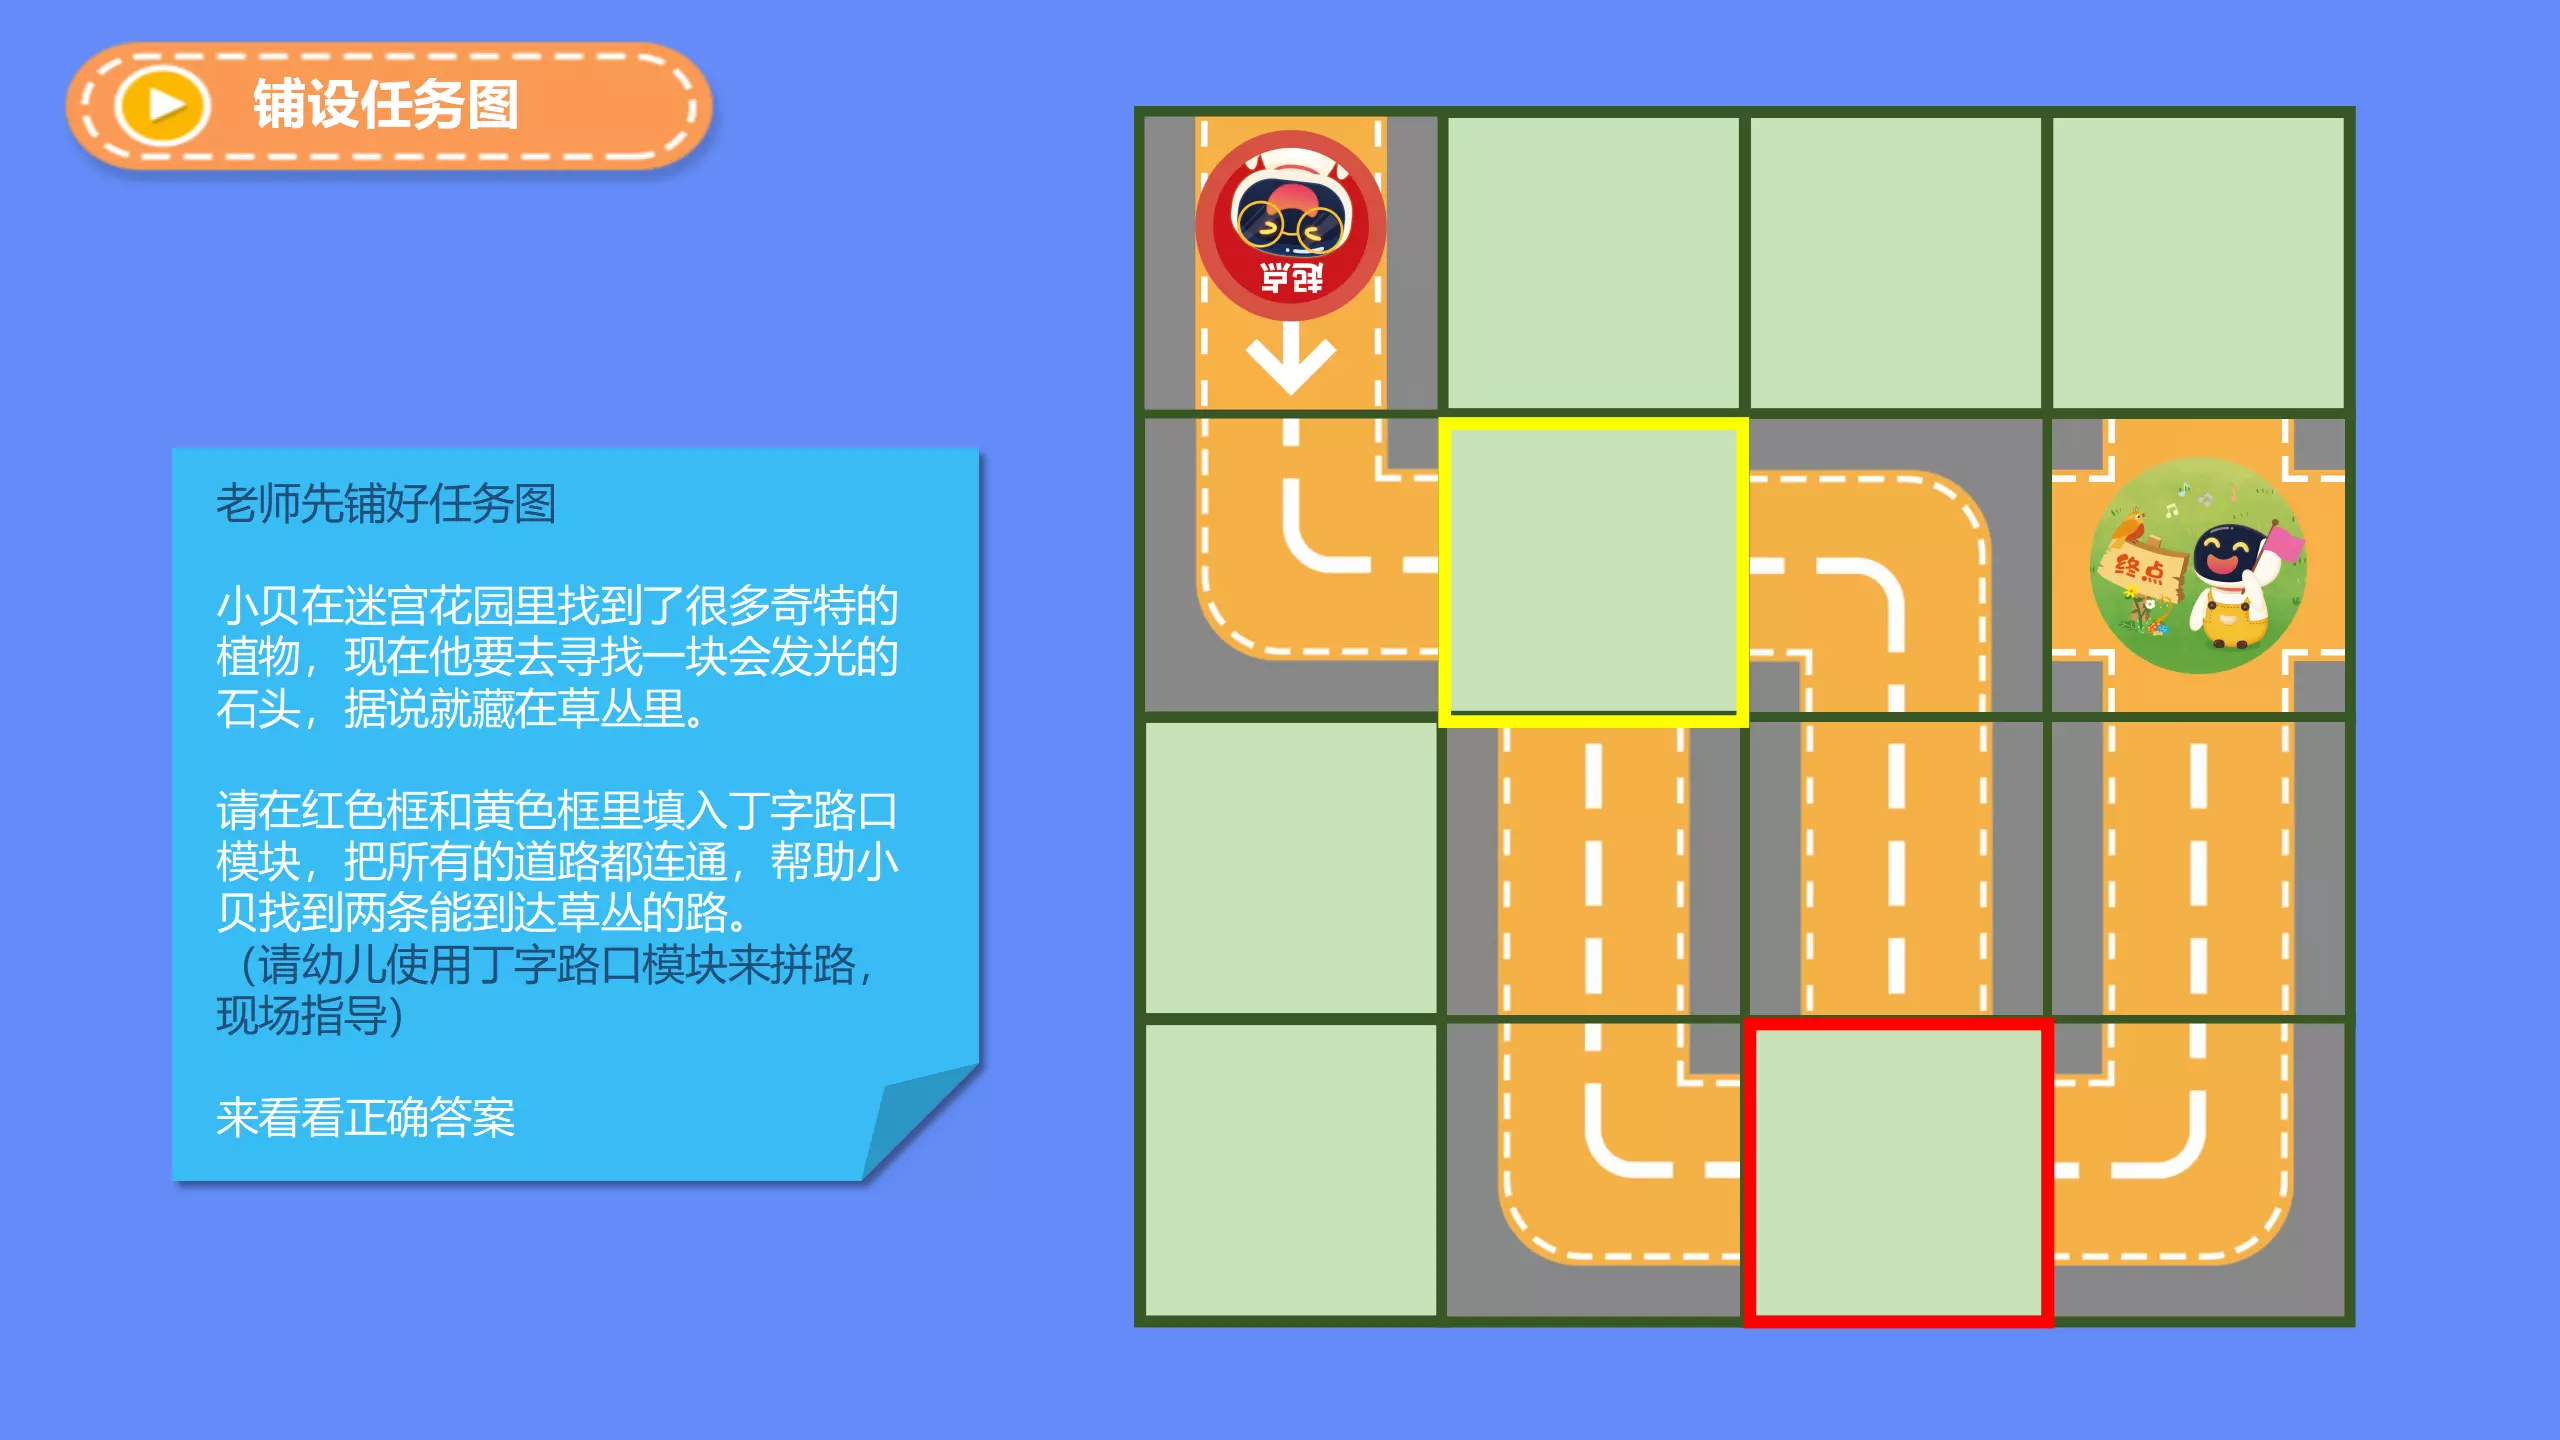 铺设任务图
老师先铺好任务图
小贝在迷宫花园里找到了很多奇特的
植物，现在他要去寻找一块会发光的
石头，据说就藏在草丛里。
请在红色框和黄色框里填入丁字路口
模块，把所有的道路都连通，帮助小
贝找到两条能到达草丛的路。
（请幼儿使用丁字路口模块来拼路，
现场指导）
来看看正确答案
起点
终点